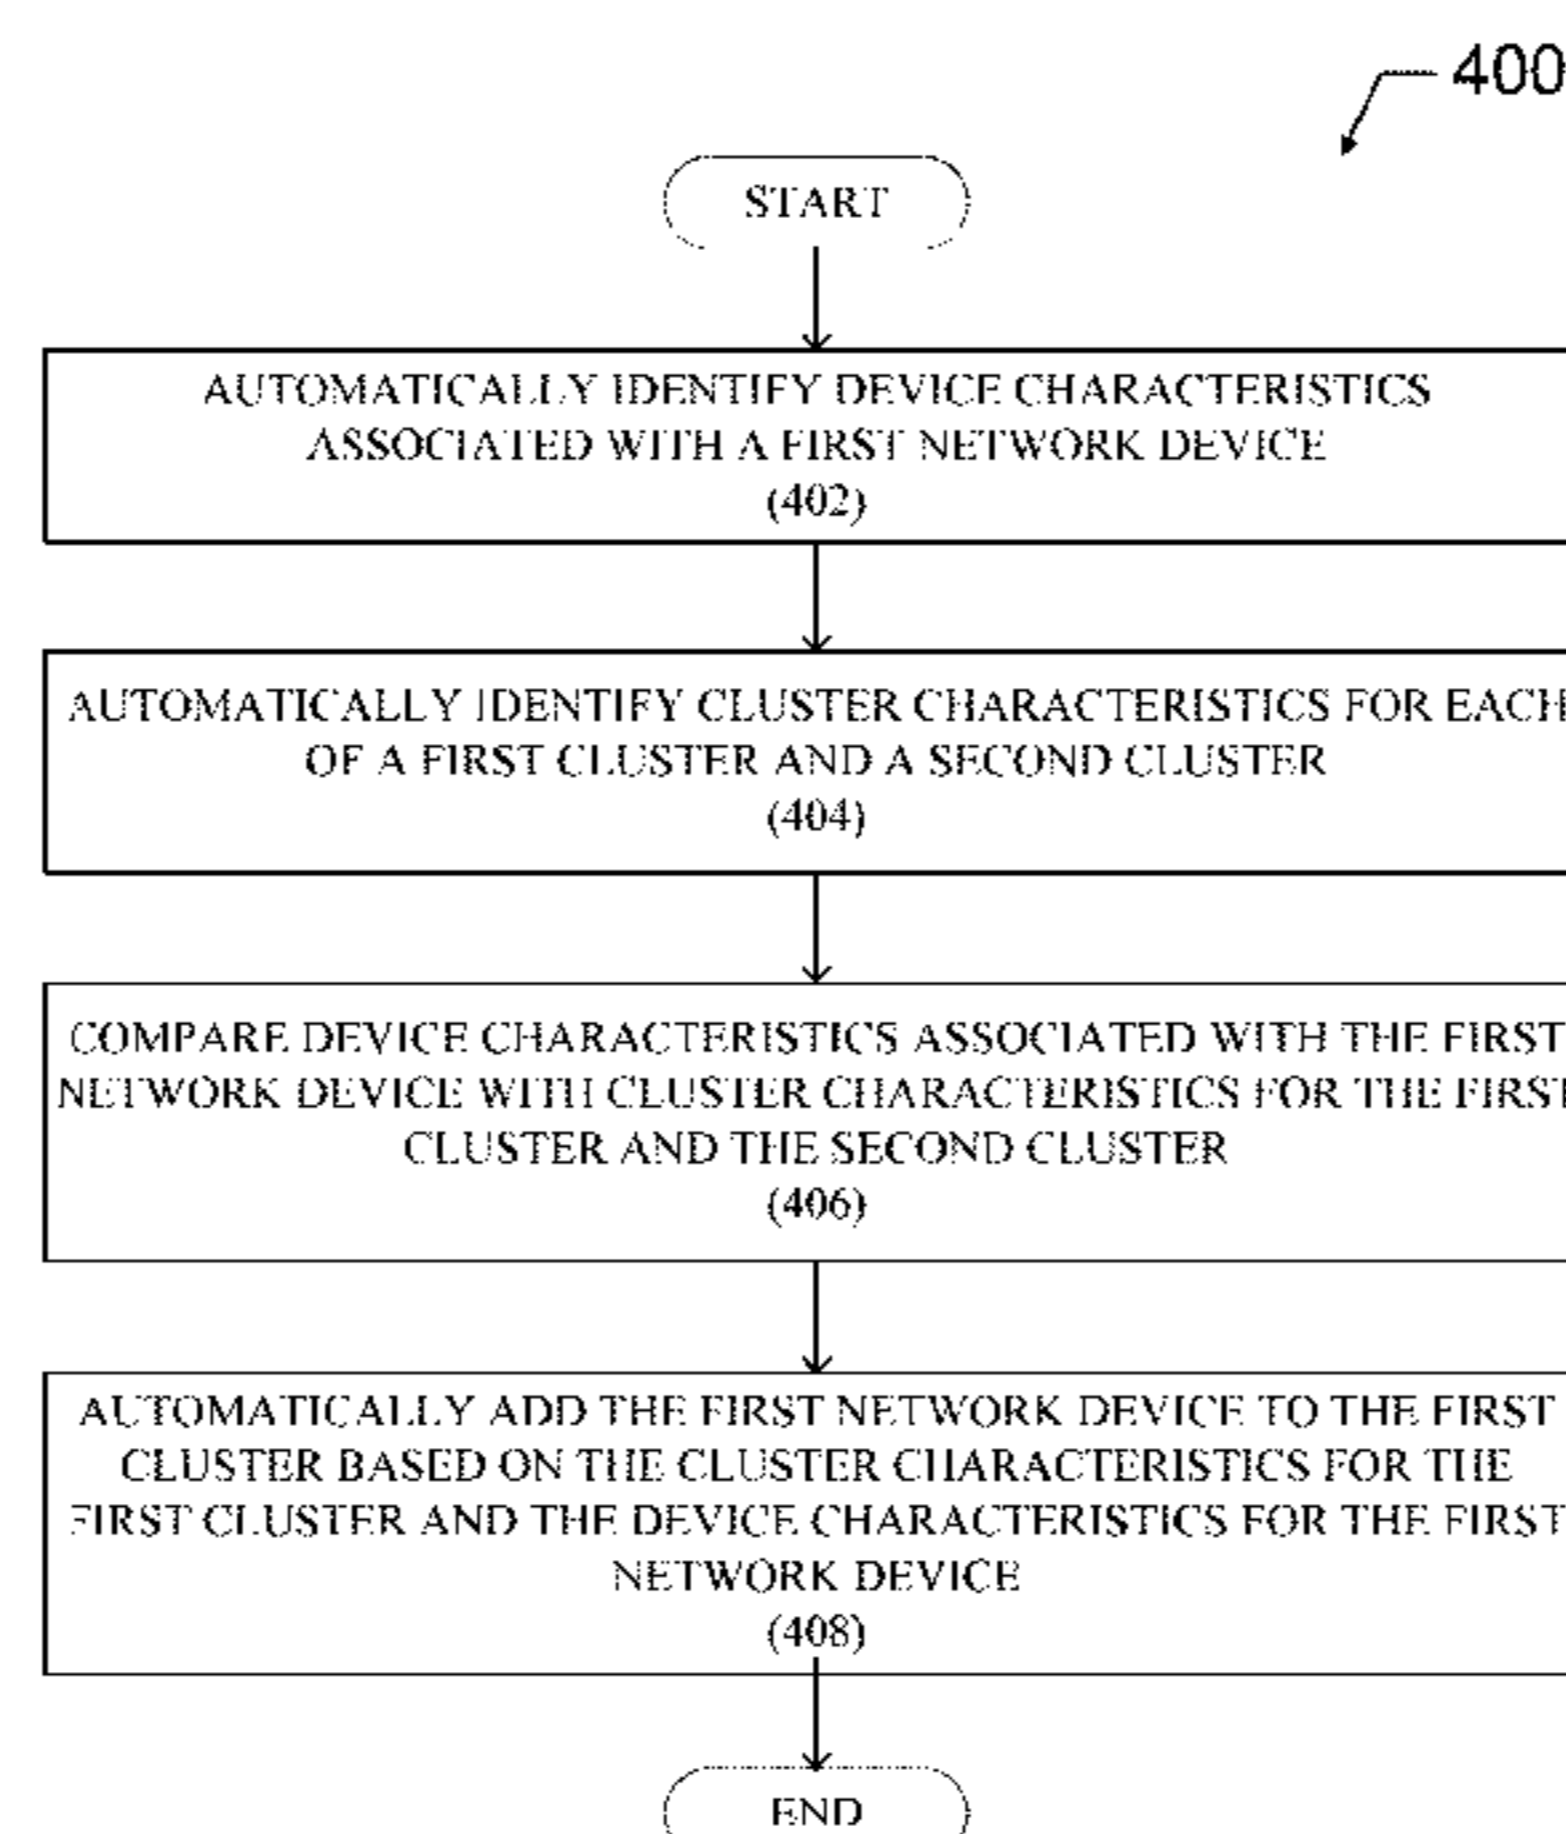 400
START
AUTOMATICALLY IDENTIFY DEVICE CHARACTERISTICS
ASSOCIATED WITH A FIRST NETWORK DEVICE
(402)
AUTOMATICALLY IDENTIFY CLUSTER CHARACTERISTICS FOR EACH
OF A FIRST CLUSTER AND A SECOND CLUSTER
(404)
COMPARE DEVICE CHARACTERISTICS ASSOCIATED WITH THE FIRST
NETWORK DEVICE WITH CLUSTER CHARACTERISTICS FOR THE FIRST
CLUSTER AND THE SECOND CLUSTER
(406)
AUTOMATICALLY ADD THE FIRST NETWORK DEVICE TO THE FIRST
CLUSTER BASED ON THE CLUSTER CHARACTERISTICS FOR THE
FIRST CLUSTER AND THE DEVICE CHARACTERISTICS FOR THE FIRST
NETWORK DEVICE
(408)
END